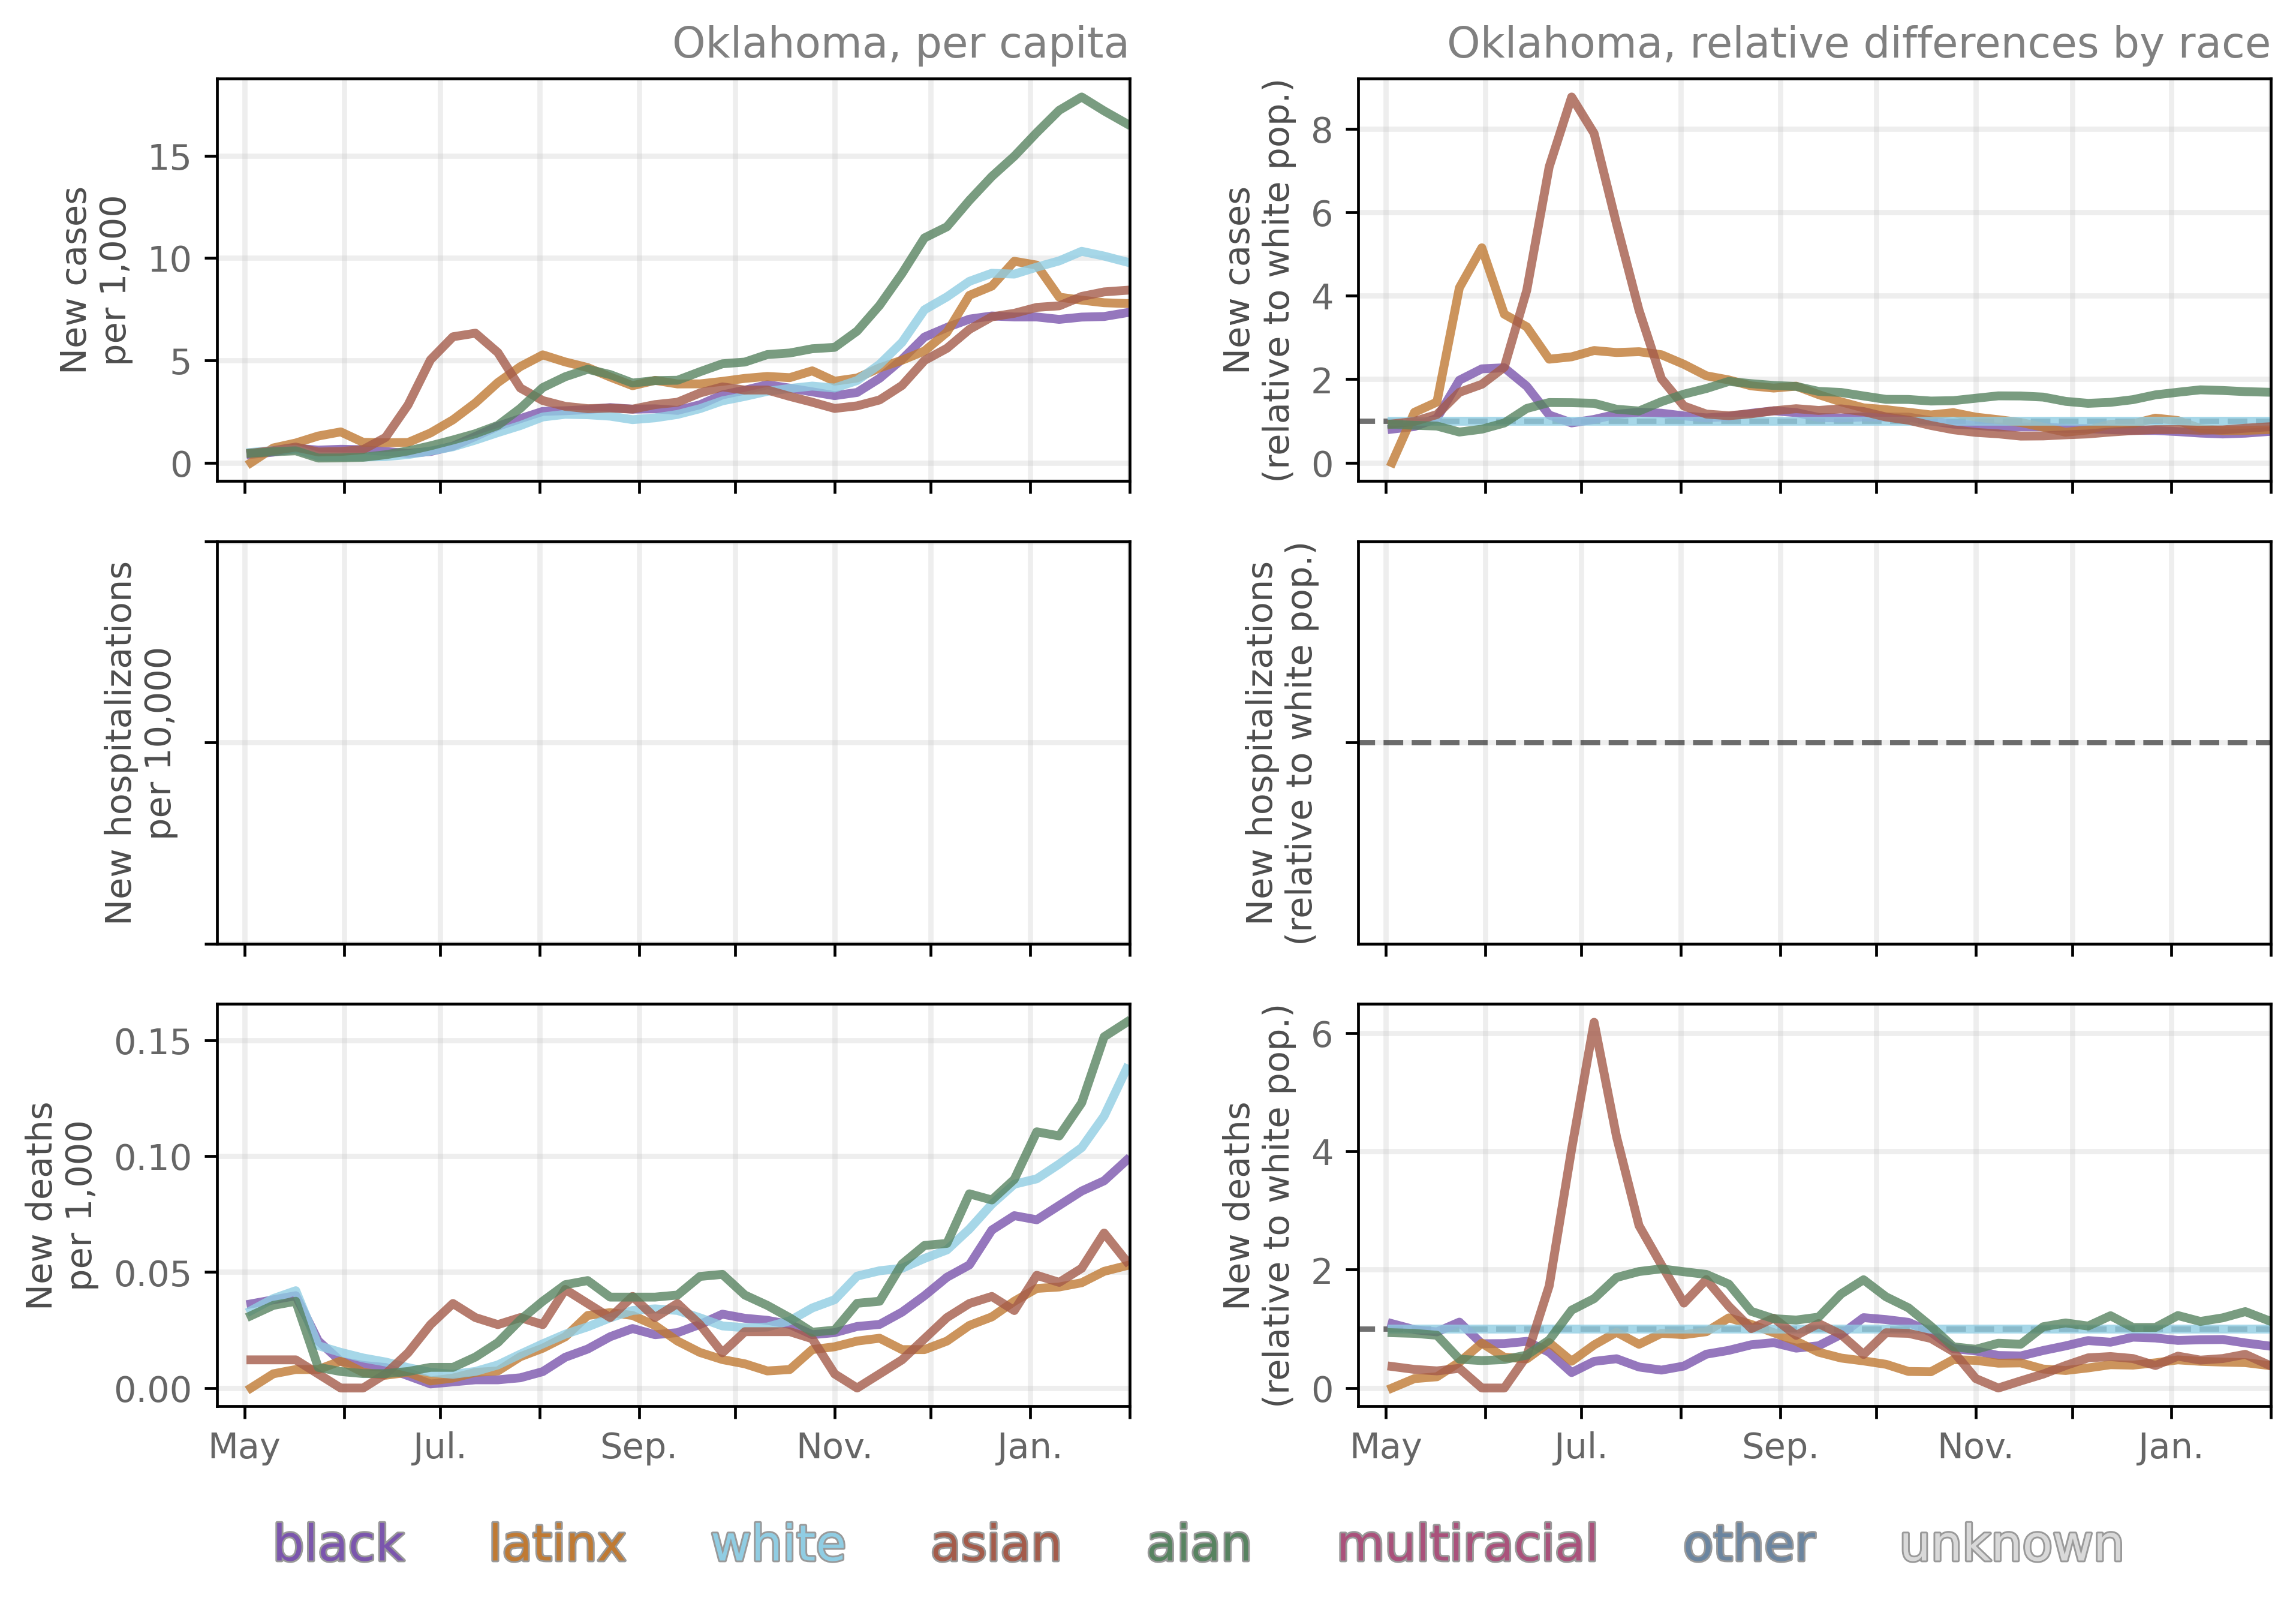 Oklahoma, per capita
Oklahoma, relative differences by race
New cases
per 1,000
15
10
5
0
New cases
(relative to white pop.)
8
6
4
2
0
New hospitalizations
per 10,000
New hospitalizations
(relative to white pop.)
New deaths
per 1,000
0.15
0.10
0.05
0.00
May Jul. Sep. Nov. Jan.
New deaths
(relative to white pop.)
6
4
2
0
May Jul. Sep. Nov. Jan.
black latinx white asian aian multiracial other unknown